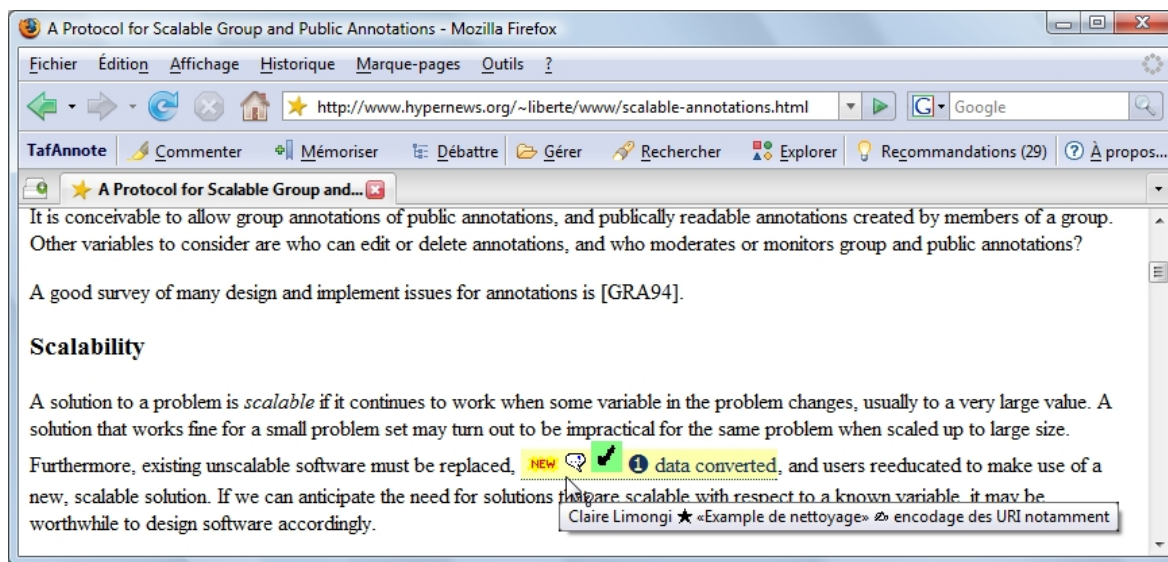 A Protocol for Scalable Group and Public Annotations - Mozilla Firefox
Fichier Édition Affichage Historique Marque-pages Outils ?
http://www.hypernews.org/~liberte/www/scalable-annotations.html G Google
TafAnnote Commenter Mémoriser Débattre Gérer Rechercher Explorer Recommandations (29) ? À propos...
A Protocol for Scalable Group and...
It is conceivable to allow group annotations of public annotations, and publically readable annotations created by members of a group.
Other variables to consider are who can edit or delete annotations, and who moderates or monitors group and public annotations?
A good survey of many design and implement issues for annotations is [GRA94].
Scalability
A solution to a problem is scalable if it continues to work when some variable in the problem changes, usually to a very large value. A
solution that works fine for a small problem set may turn out to be impractical for the same problem when scaled up to large size.
Furthermore, existing unscalable software must be replaced, NEW ✔ ❶ data converted, and users reeducated to make use of a
new, scalable solution. If we can anticipate the need for solutions that are scalable with respect to a known variable, it may be
worthwhile to design software accordingly.
Claire Limongi ★ «Example de nettoyage» ✍ encodage des URI notamment